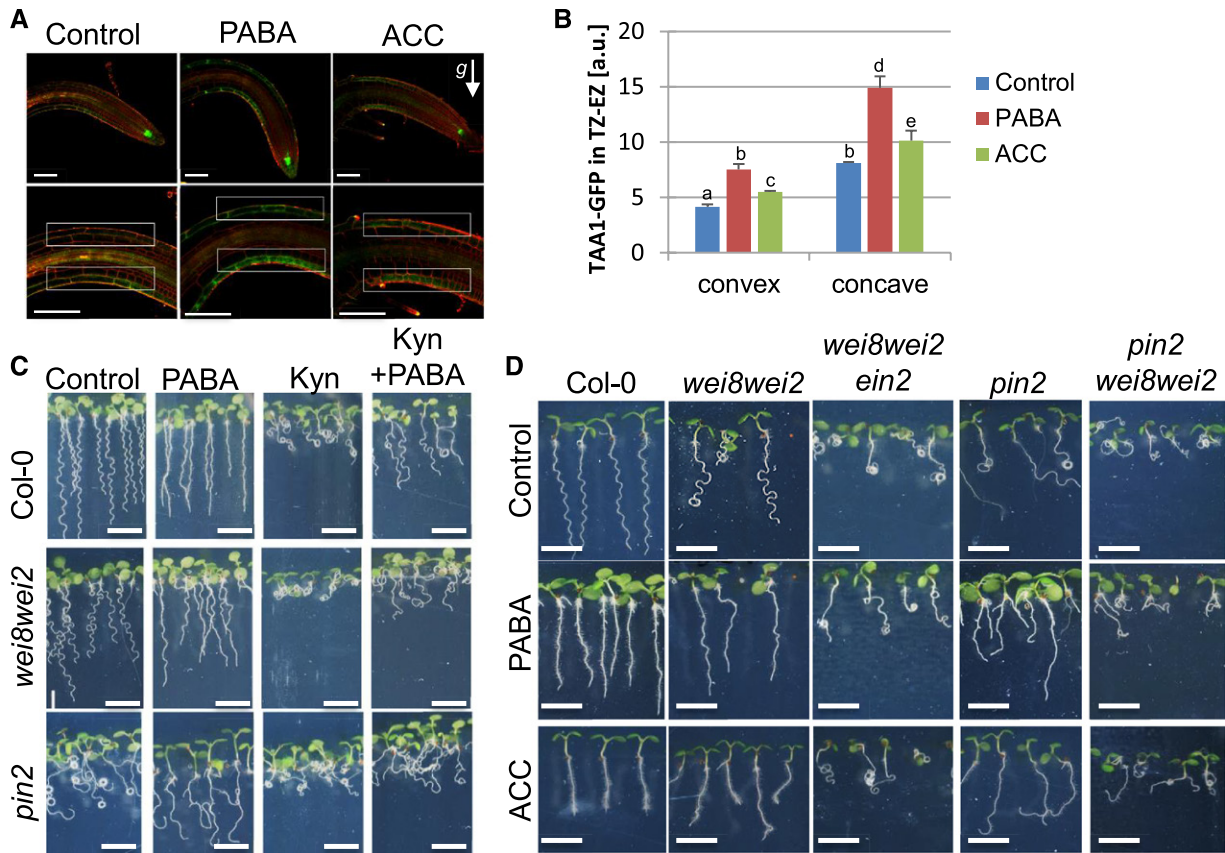 A
Control
PABA
ACC
g
B
TAA1-GFP in TZ-EZ [a.u.]
20
15
10
5
0
a
b
c
b
d
e
convex
concave
Control
PABA
ACC
C
Control
PABA
Kyn
Kyn
+PABA
Col-0
wei8wei2
pin2
D
Col-0
wei8wei2
wei8wei2
ein2
pin2
pin2
wei8wei2
Control
PABA
ACC